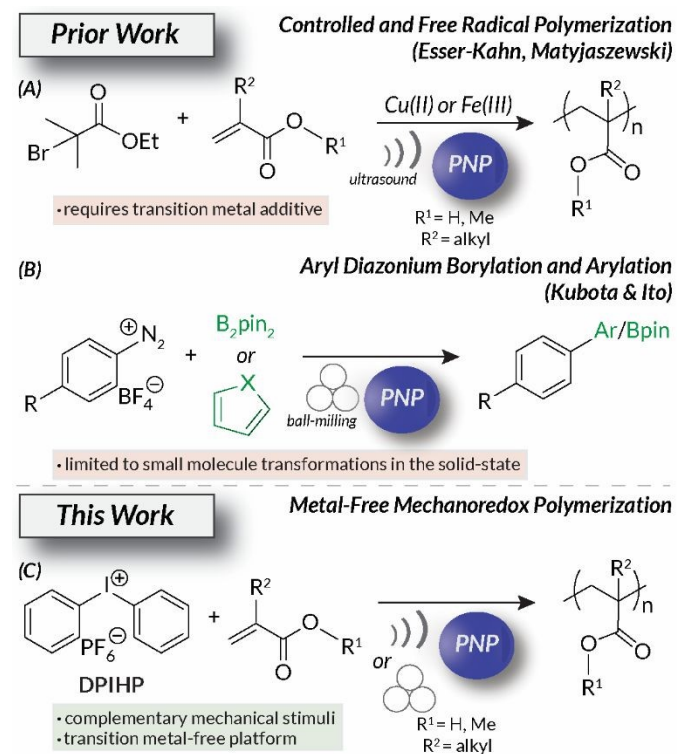 Prior Work
Controlled and Free Radical Polymerization
(Esser-Kahn, Matyjaszewski)
(A)
Br
O
OEt
+
R²
O
O
R¹
Cu(II) or Fe(III)
ultrasound
PNP
R¹ = H, Me
R² = alkyl
R²
n
O
O
R¹
· requires transition metal additive
(B)
Aryl Diazonium Borylation and Arylation
(Kubota & Ito)
⊕
N₂
BF₄⊖
R
+
B₂pin₂
or
X
ball-milling
PNP
Ar/Bpin
R
· limited to small molecule transformations in the solid-state
This Work
Metal-Free Mechanoredox Polymerization
(C)
I⊕
PF₆⊖
DPIHP
+
R²
O
O
R¹
or
PNP
R¹ = H, Me
R² = alkyl
R²
n
O
O
R¹
· complementary mechanical stimuli
· transition metal-free platform